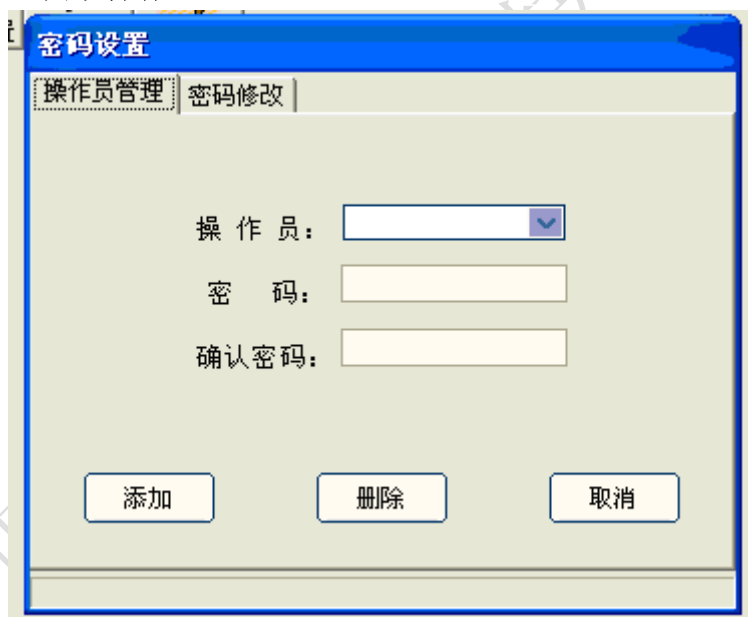 密码设置
操作员管理 密码修改
操 作 员：
密 码：
确认密码：
添加 删除 取消